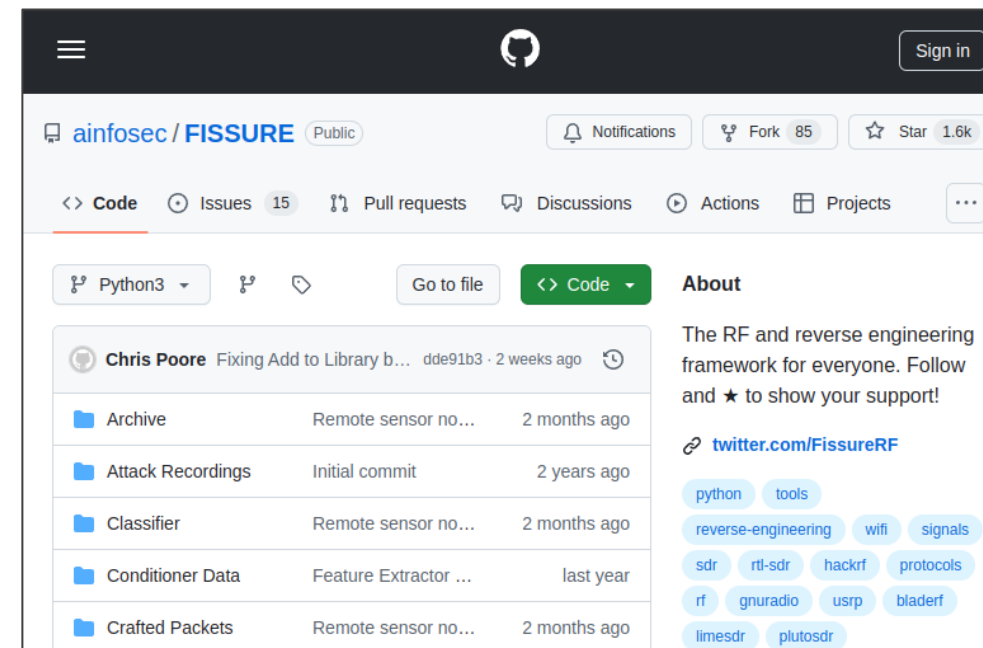 Sign in
ainfosec / FISSURE Public
Notifications Fork 85 Star 1.6k
Code Issues 15 Pull requests Discussions Actions Projects ...
Python3 Go to file <> Code
About
The RF and reverse engineering
framework for everyone. Follow
and ★ to show your support!
twitter.com/FissureRF
python tools
reverse-engineering wifi signals
sdr rtl-sdr hackrf protocols
rf gnuradio usrp bladerf
limesdr plutosdr
Chris Poore Fixing Add to Library b... dde91b3 · 2 weeks ago
Archive Remote sensor no... 2 months ago
Attack Recordings Initial commit 2 years ago
Classifier Remote sensor no... 2 months ago
Conditioner Data Feature Extractor ... last year
Crafted Packets Remote sensor no... 2 months ago